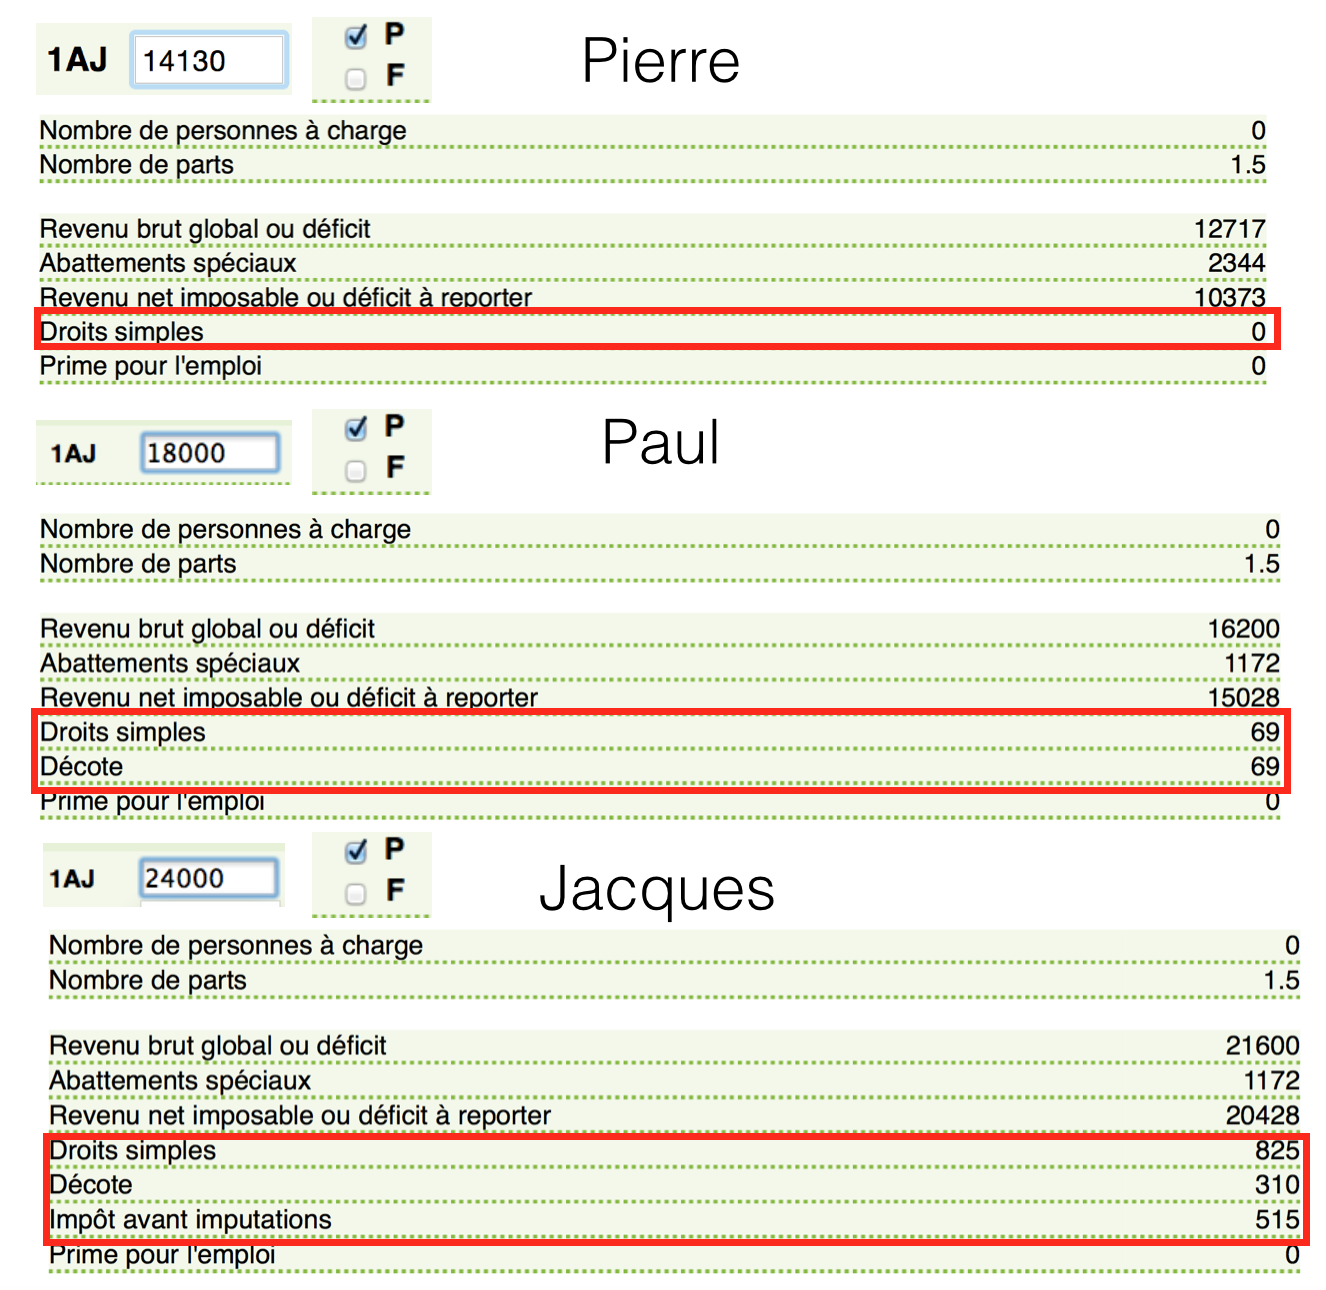 1AJ 14130 P Pierre
F
Nombre de personnes à charge 0
Nombre de parts 1.5
Revenu brut global ou déficit 12717
Abattements spéciaux 2344
Revenu net imposable ou déficit à reporter 10373
Droits simples 0
Prime pour l'emploi 0
1AJ 18000 P Paul
F
Nombre de personnes à charge 0
Nombre de parts 1.5
Revenu brut global ou déficit 16200
Abattements spéciaux 1172
Revenu net imposable ou déficit à reporter 15028
Droits simples 69
Décote 69
Prime pour l'emploi 0
1AJ 24000 P Jacques
F
Nombre de personnes à charge 0
Nombre de parts 1.5
Revenu brut global ou déficit 21600
Abattements spéciaux 1172
Revenu net imposable ou déficit à reporter 20428
Droits simples 825
Décote 310
Impôt avant imputations 515
Prime pour l'emploi 0